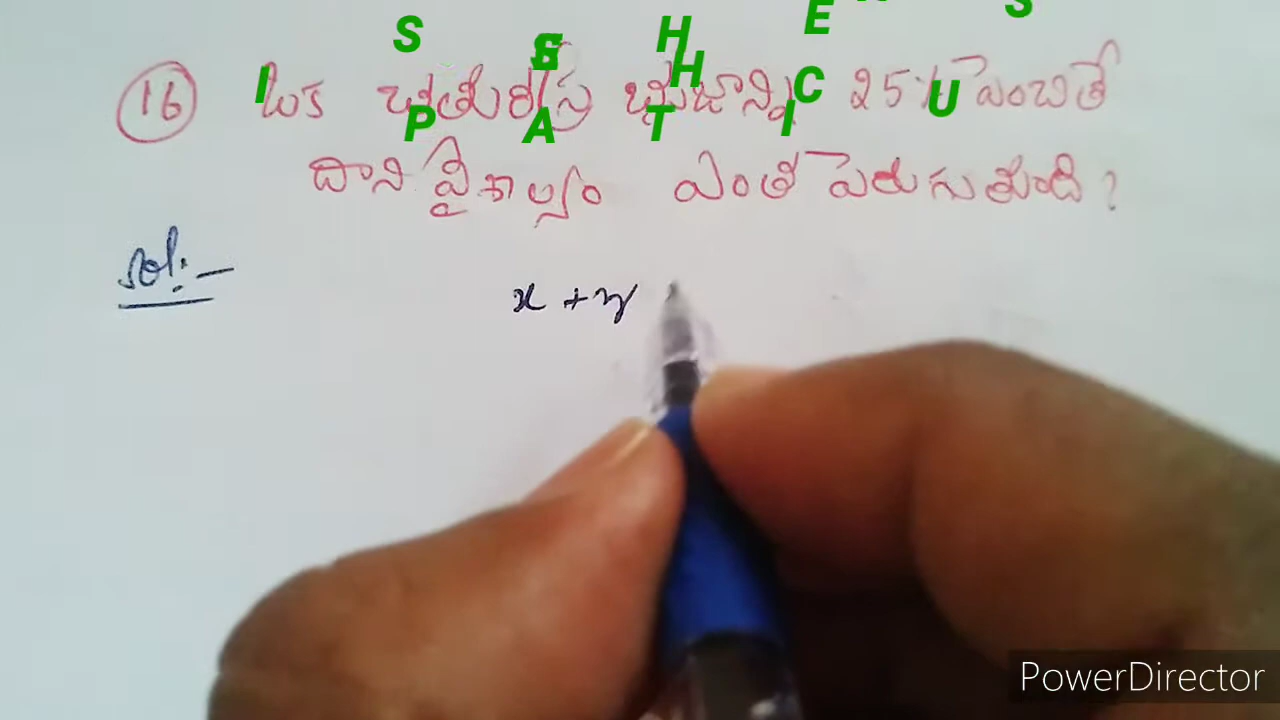 16 ఒక చతురస్ర భుజాన్ని 25% పెంచితే
దాని వైశాల్యం ఎంత పెరుగుతుంది?
Sol:-
x + y
PowerDirector